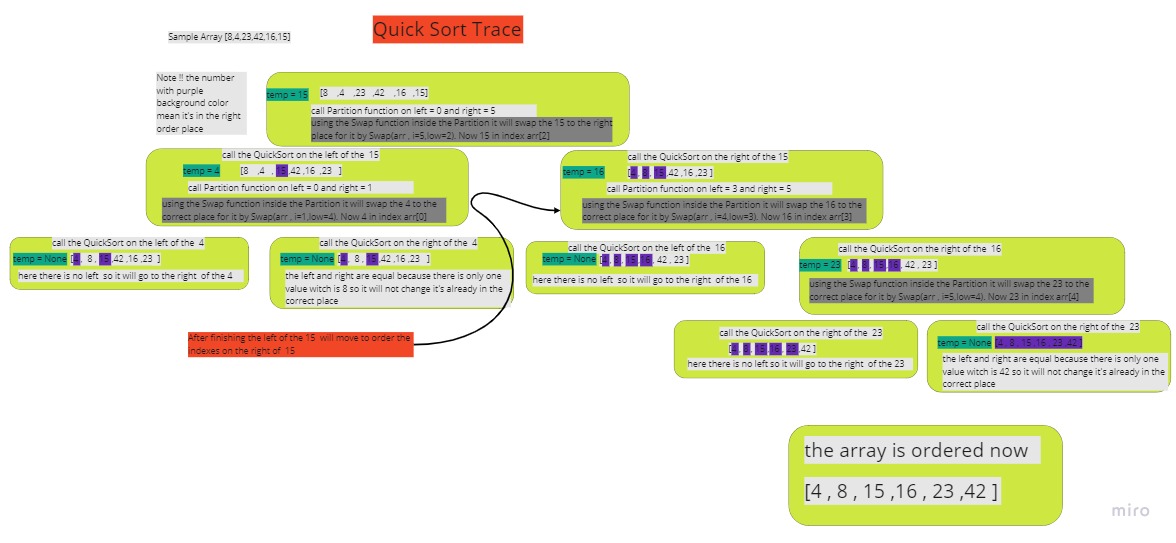 Quick Sort Trace
Sample Array [8,4,23,42,16,15]
Note !! the number
with purple
background color
mean it's in the right
order place
temp = 15
[8 ,4 ,23 ,42 ,16 ,15]
call Partition function on left = 0 and right = 5
using the Swap function inside the Partition it will swap the 15 to the right
place for it by Swap(arr , i=5,low=2). Now 15 in index arr[2]
call the QuickSort on the left of the 15
temp = 4
[8 ,4 , 15,42,16 ,23 ]
call Partition function on left = 0 and right = 1
using the Swap function inside the Partition it will swap the 4 to the
correct place for it by Swap(arr , i=1,low=4). Now 4 in index arr[0]
call the QuickSort on the right of the 15
temp = 16
[4, 8, 15,42,16,23 ]
call Partition function on left = 3 and right = 5
using the Swap function inside the Partition it will swap the 16 to the
correct place for it by Swap(arr , i=4,low=3). Now 16 in index arr[3]
call the QuickSort on the left of the 4
temp = None
[4, 8, 15,42,16,23 ]
here there is no left so it will go to the right of the 4
call the QuickSort on the right of the 4
temp = None
[4, 8, 15,42,16,23 ]
the left and right are equal because there is only one
value witch is 8 so it will not change it's already in the
correct place
call the QuickSort on the left of the 16
temp = None
[4, 8, 15,16, 42 , 23 ]
here there is no left so it will go to the right of the 16
call the QuickSort on the right of the 16
temp = 23
[4, 8, 15,16, 42 , 23 ]
using the Swap function inside the Partition it will swap the 23 to the
correct place for it by Swap(arr , i=5,low=4). Now 23 in index arr[4]
After finishing the left of the 15 will move to order the
indexes on the right of 15
call the QuickSort on the right of the 23
[4, 8, 15,16, 23,42 ]
here there is no left so it will go to the right of the 23
call the QuickSort on the right of the 23
temp = None
[4, 8, 15,16, 23,42 ]
the left and right are equal because there is only one
value witch is 42 so it will not change it's already in the
correct place
the array is ordered now
[4 , 8 , 15 ,16 , 23 ,42 ]
miro